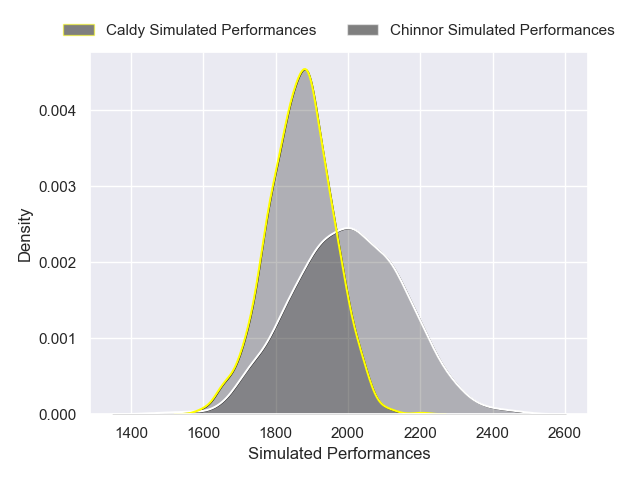 Caldy Simulated Performances Chinnor Simulated Performances
0.004
0.003
0.002
0.001
0.000
Density
1400 1600 1800 2000 2200 2400 2600
Simulated Performances